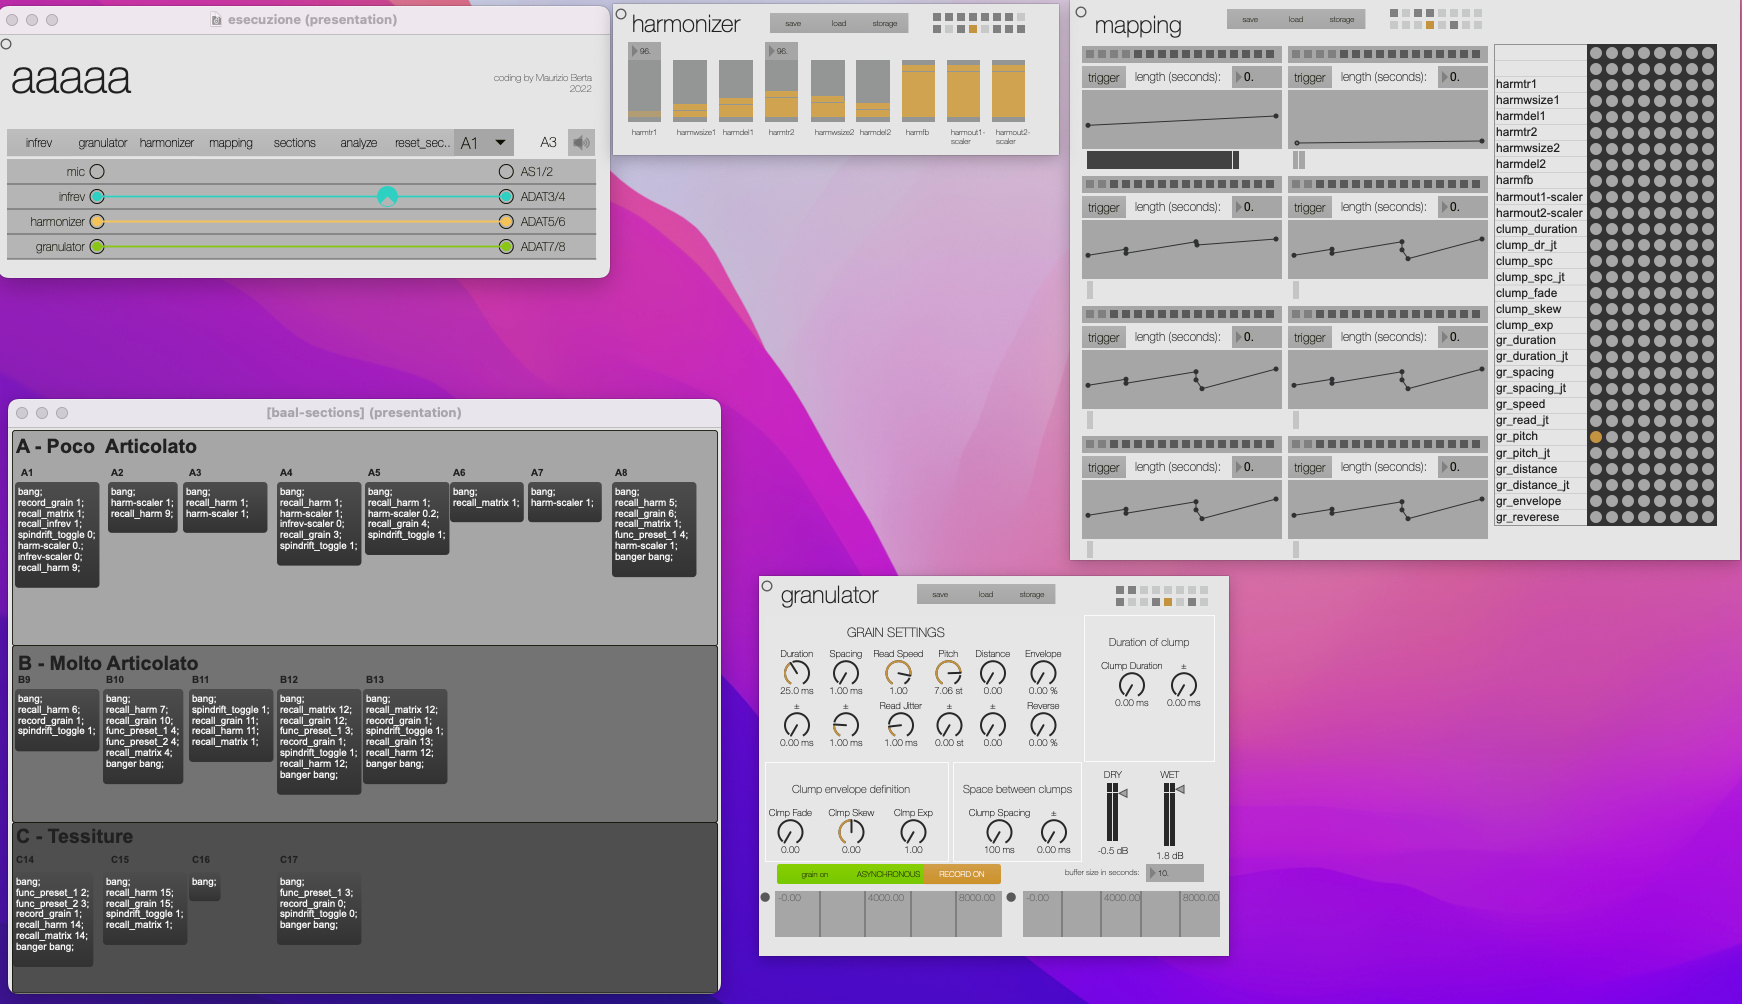 esecuzione (presentation)
aaaaa
coding by Maurizio Berta
2022
infrev granulator harmonizer mapping sections analyze reset_sec.. A1 A3
mic AS1/2
infrev ADAT3/4
harmonizer ADAT5/6
granulator ADAT7/8
harmonizer save load storage
96. 96.
harmtr1 harmwsize1 harmdel1 harmtr2 harmwsize2 harmdel2 harmfb harmout1-scaler harmout2-scaler
mapping save load storage
trigger length (seconds): 0. trigger length (seconds): 0.
trigger length (seconds): 0. trigger length (seconds): 0.
trigger length (seconds): 0. trigger length (seconds): 0.
trigger length (seconds): 0. trigger length (seconds): 0.
harmtr1
harmwsize1
harmdel1
harmtr2
harmwsize2
harmdel2
harmfb
harmout1-scaler
harmout2-scaler
clump_duration
clump_dr_jt
clump_spc
clump_spc_jt
clump_fade
clump_skew
clump_exp
gr_duration
gr_duration_jt
gr_spacing
gr_spacing_jt
gr_speed
gr_read_jt
gr_pitch
gr_pitch_jt
gr_distance
gr_distance_jt
gr_envelope
gr_reverese
[baal-sections] (presentation)
A - Poco Articolato
A1
bang;
record_grain 1;
recall_matrix 1;
recall_infrev 1;
spindrift_toggle 0;
harm-scaler 0.;
infrev-scaler 0;
recall_harm 9;
A2
bang;
harm-scaler 1;
recall_harm 9;
A3
bang;
recall_harm 1;
harm-scaler 1;
A4
bang;
recall_harm 1;
harm-scaler 1;
infrev-scaler 0;
recall_grain 3;
spindrift_toggle 1;
A5
bang;
recall_harm 1;
harm-scaler 0.2;
recall_grain 4;
spindrift_toggle 1;
A6
bang;
recall_matrix 1;
A7
bang;
harm-scaler 1;
A8
bang;
recall_harm 5;
recall_grain 6;
recall_matrix 1;
func_preset_1 4;
harm-scaler 1;
banger bang;
B - Molto Articolato
B9
bang;
recall_harm 6;
record_grain 1;
spindrift_toggle 1;
B10
bang;
recall_harm 7;
recall_grain 10;
func_preset_1 4;
func_preset_2 4;
recall_matrix 4;
banger bang;
B11
bang;
spindrift_toggle 1;
recall_grain 11;
recall_harm 11;
recall_matrix 1;
B12
bang;
recall_matrix 12;
recall_grain 12;
func_preset_1 3;
record_grain 1;
spindrift_toggle 1;
recall_harm 12;
banger bang;
B13
bang;
recall_matrix 12;
record_grain 1;
spindrift_toggle 1;
recall_grain 13;
recall_harm 12;
banger bang;
C - Tessiture
C14
bang;
func_preset_1 2;
func_preset_2 3;
record_grain 1;
recall_harm 14;
recall_matrix 14;
banger bang;
C15
bang;
recall_harm 15;
recall_grain 15;
spindrift_toggle 1;
recall_matrix 1;
C16
bang;
C17
bang;
func_preset_1 3;
record_grain 0;
spindrift_toggle 0;
banger bang;
granulator save load storage
GRAIN SETTINGS
Duration Spacing Read Speed Pitch Distance Envelope
25.0 ms 1.00 ms 1.00 7.06 st 0.00 0.00 %
± ± Read Jitter ± ± Reverse
0.00 ms 1.00 ms 1.00 ms 0.00 st 0.00 0.00 %
Duration of clump
Clump Duration ±
0.00 ms 0.00 ms
Clump envelope definition
Clmp Fade Clmp Skew Clmp Exp
0.00 0.00 1.00
Space between clumps
Clump Spacing ±
100 ms 0.00 ms
DRY WET
-0.5 dB 1.8 dB
grain on ASYNCHRONOUS RECORD ON
buffer size in seconds: 10.
-0.00 4000.00 8000.00 -0.00 4000.00 8000.00